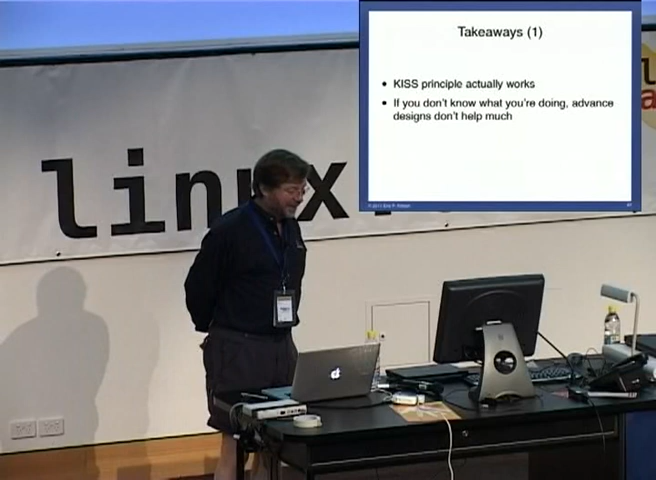 Takeaways (1)
• KISS principle actually works
• If you don't know what you're doing, advance
designs don't help much
linux